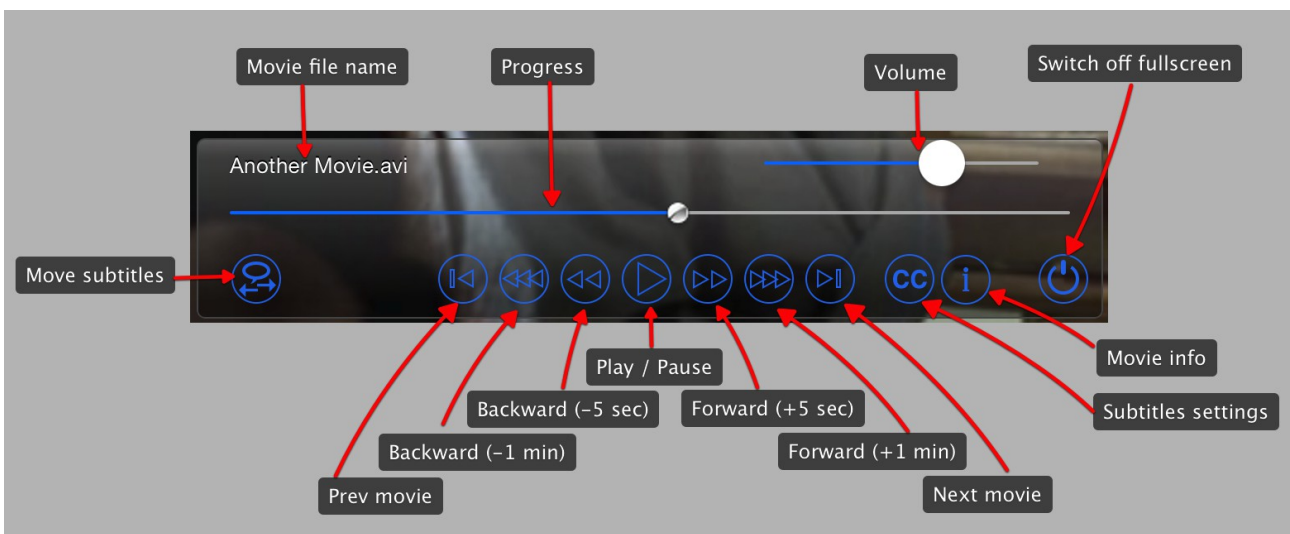 Movie file name
Progress
Volume
Switch off fullscreen
Another Movie.avi
Move subtitles
CC
i
Play / Pause
Movie info
Backward (-5 sec)
Forward (+5 sec)
Subtitles settings
Backward (-1 min)
Forward (+1 min)
Prev movie
Next movie